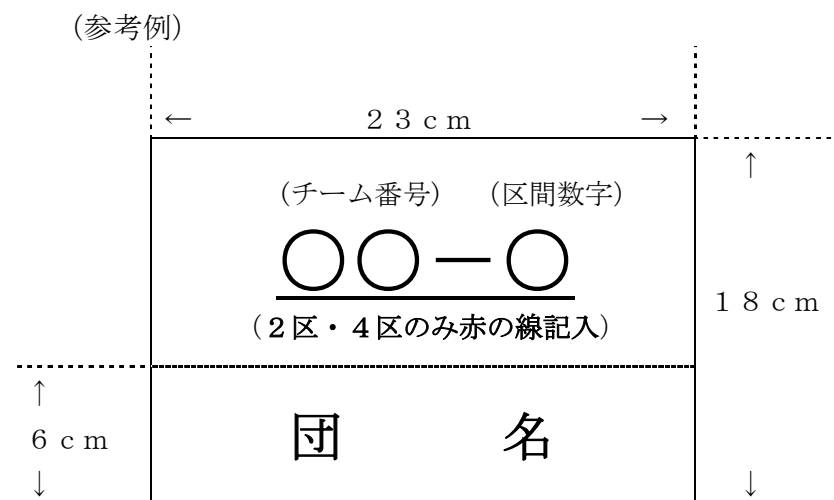 (参考例)
← ２３ｃｍ →
(チーム番号) (区間数字)
○○―○
(２区・４区のみ赤の線記入)
↑
１８ｃｍ
↓
↑
６ｃｍ
↓
団 名